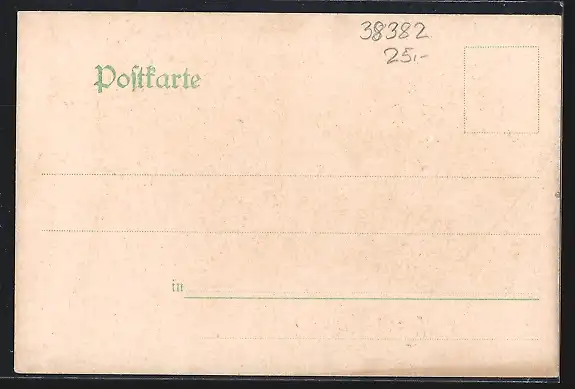 38382
25,-
Postkarte
in